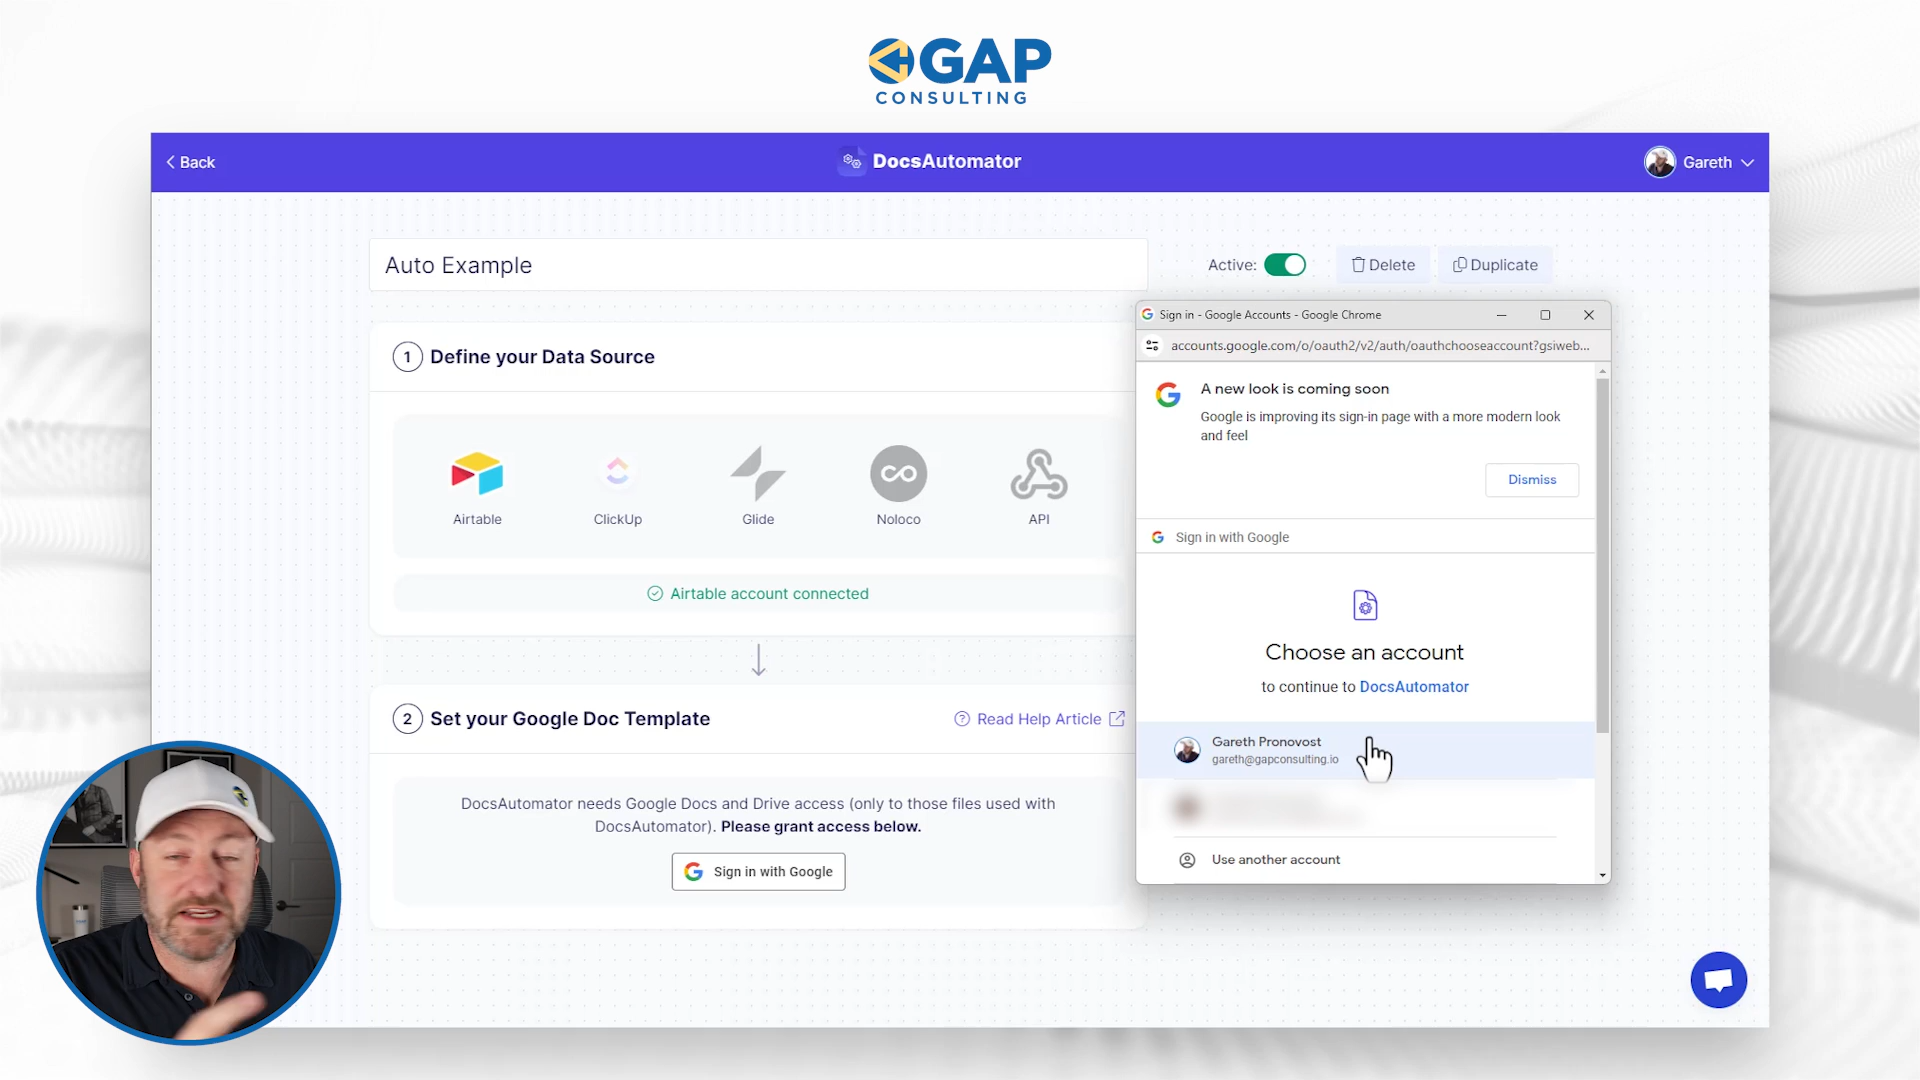 GAP
CONSULTING
Back
DocsAutomator
Gareth
Auto Example
Active:
Delete
Duplicate
1 Define your Data Source
Airtable
ClickUp
Glide
Noloco
API
Airtable account connected
2 Set your Google Doc Template
Read Help Article
DocsAutomator needs Google Docs and Drive access (only to those files used with
DocsAutomator). Please grant access below.
Sign in with Google
Sign in - Google Accounts - Google Chrome
accounts.google.com/o/oauth2/v2/auth/oauthchooseaccount?gsiweb...
A new look is coming soon
Google is improving its sign-in page with a more modern look
and feel
Dismiss
Sign in with Google
Choose an account
to continue to DocsAutomator
Gareth Pronovost
gareth@gapconsulting.io
Use another account